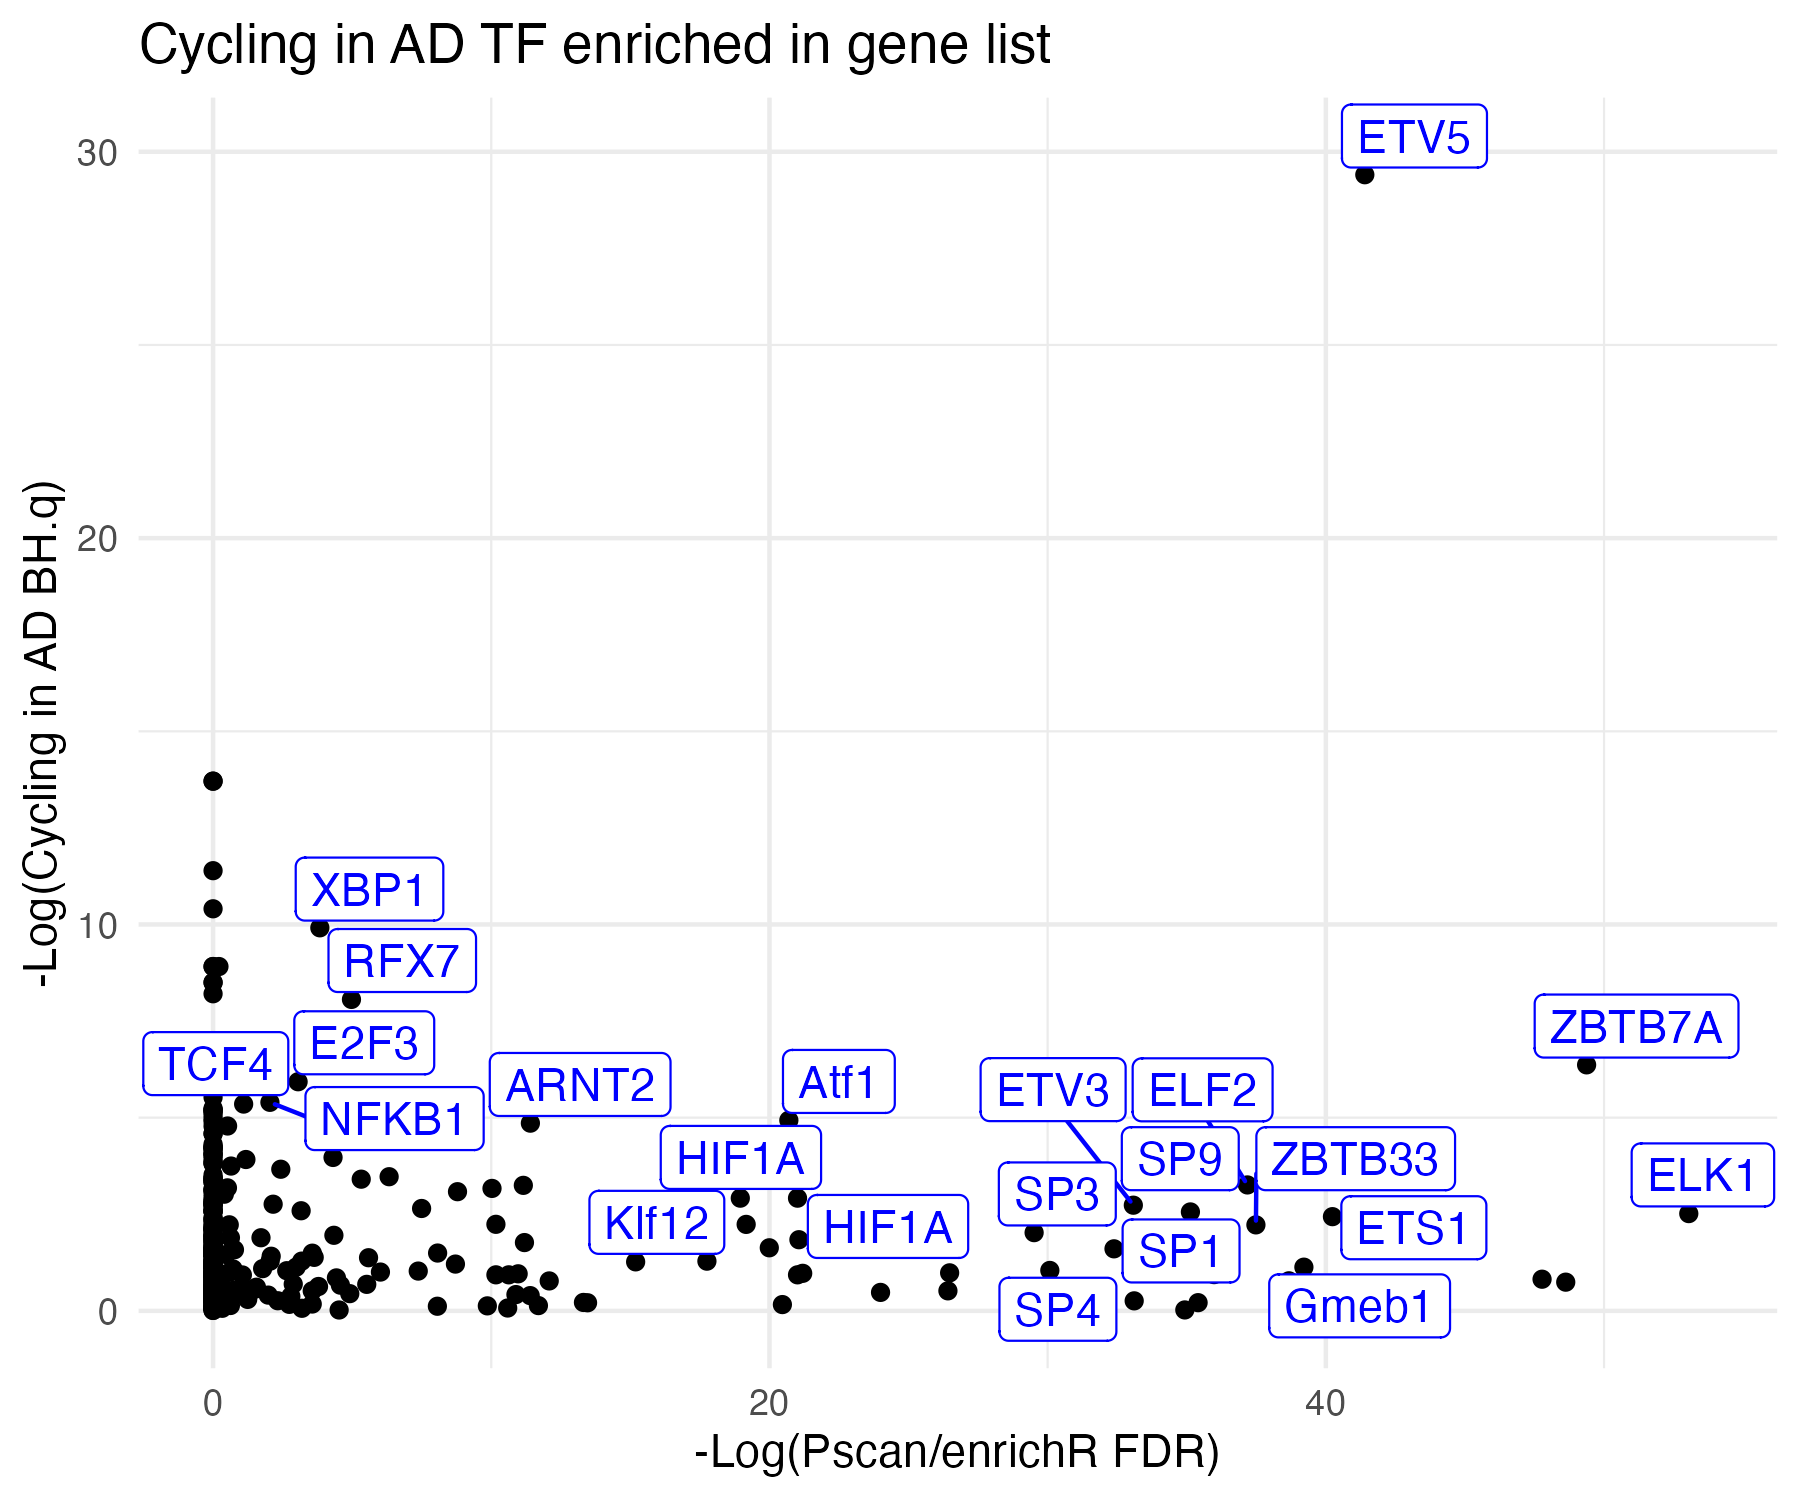 Cycling in AD TF enriched in gene list
ETV5
30
20
-Log(Cycling in AD BH.q)
10
0
XBP1
RFX7
E2F3
TCF4
NFKB1
ARNT2
Atf1
HIF1A
Klf12
HIF1A
ETV3
ELF2
SP9
ZBTB33
SP3
SP1
ETS1
SP4
Gmeb1
ZBTB7A
ELK1
0
20
40
-Log(Pscan/enrichR FDR)